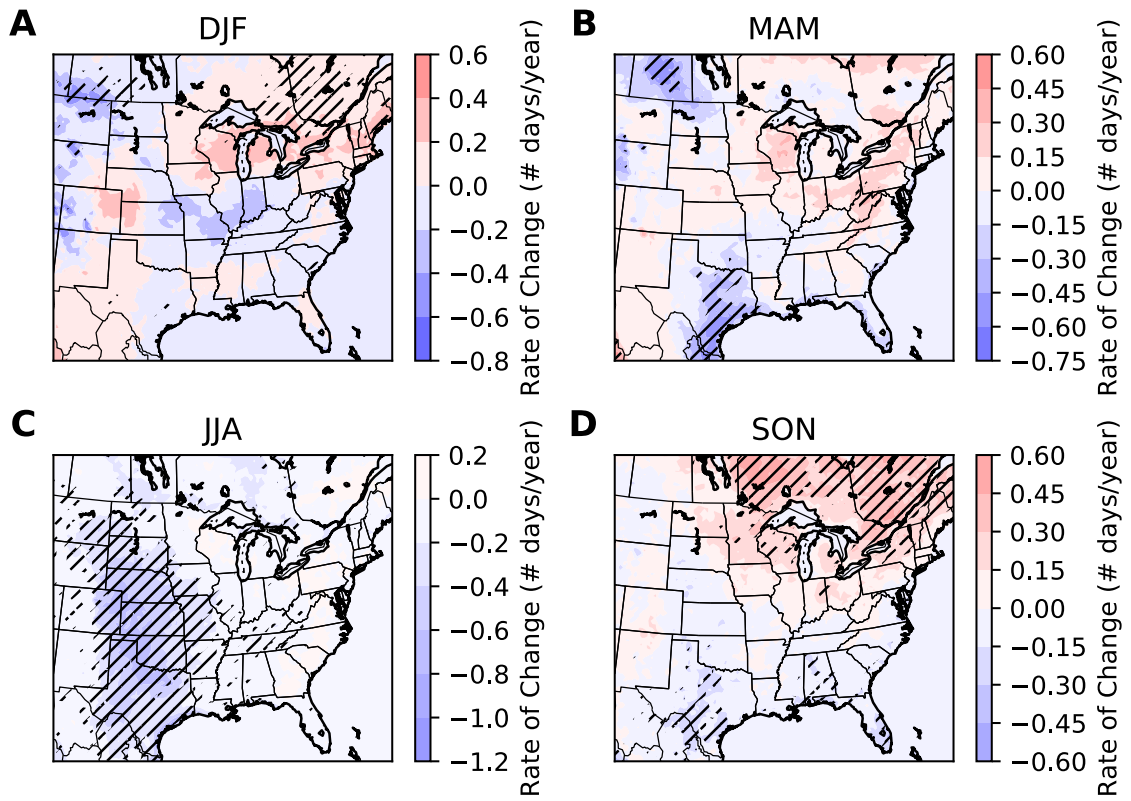 A
DJF
0.6
0.4
0.2
0.0
−0.2
−0.4
−0.6
−0.8
Rate of Change (# days/year)
B
MAM
0.60
0.45
0.30
0.15
0.00
−0.15
−0.30
−0.45
−0.60
−0.75
Rate of Change (# days/year)
C
JJA
0.2
0.0
−0.2
−0.4
−0.6
−0.8
−1.0
−1.2
Rate of Change (# days/year)
D
SON
0.60
0.45
0.30
0.15
0.00
−0.15
−0.30
−0.45
−0.60
Rate of Change (# days/year)